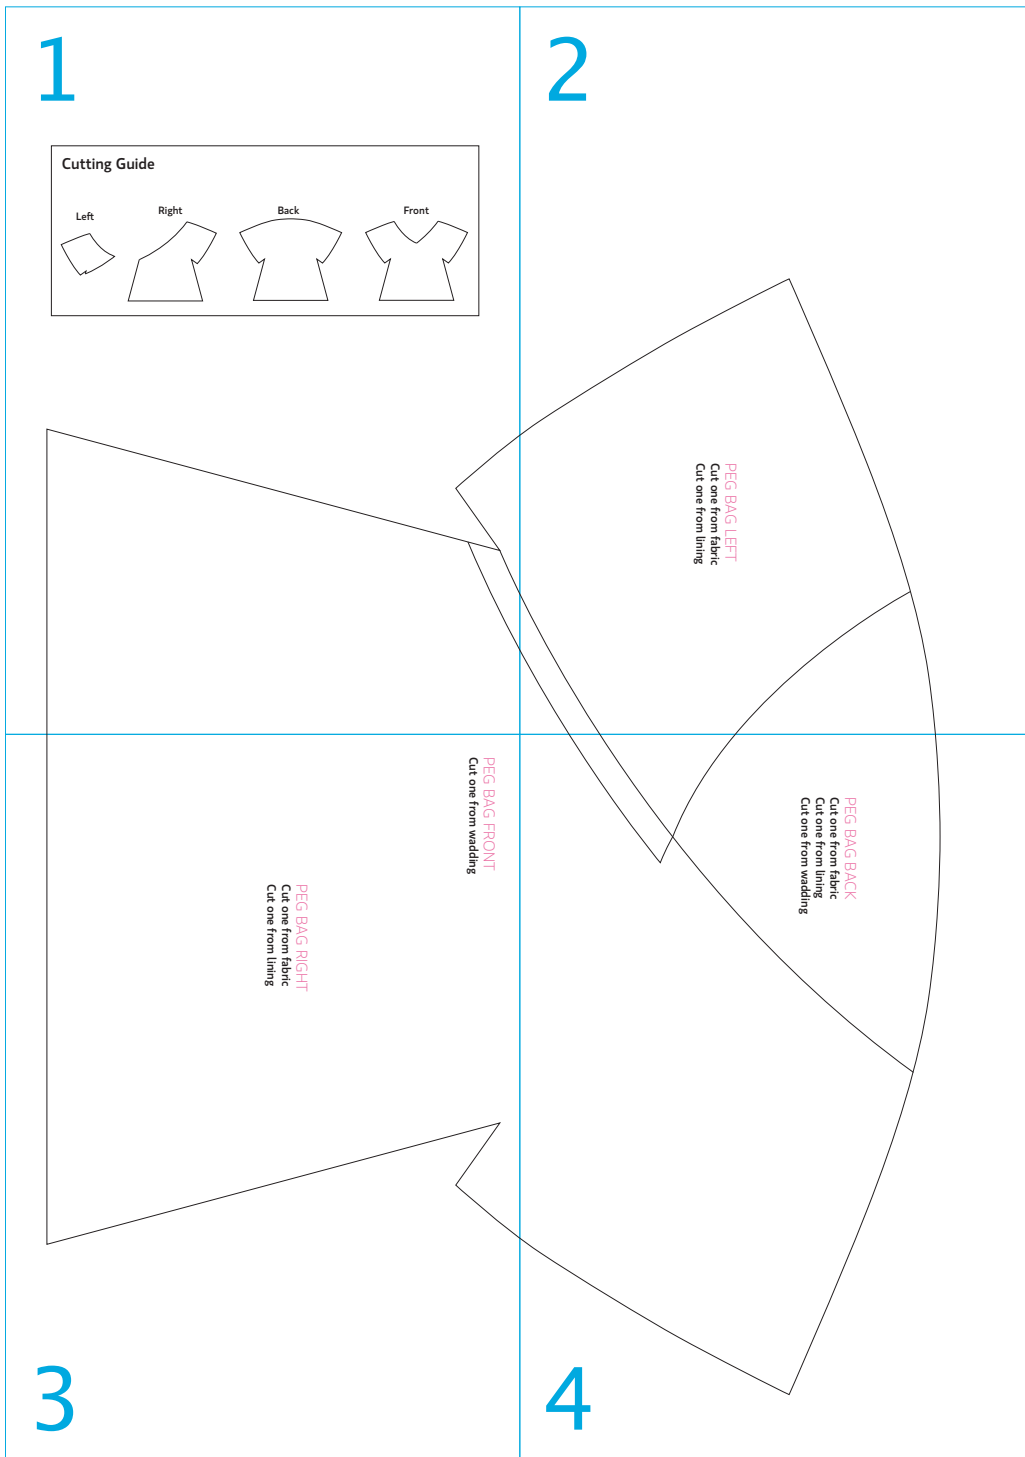 1
2
Cutting Guide
Left
Right
Back
Front
PEG BAG LEFT
Cut one from fabric
Cut one from lining
PEG BAG FRONT
Cut one from wadding
PEG BAG BACK
Cut one from fabric
Cut one from lining
Cut one from wadding
PEG BAG RIGHT
Cut one from fabric
Cut one from lining
3
4